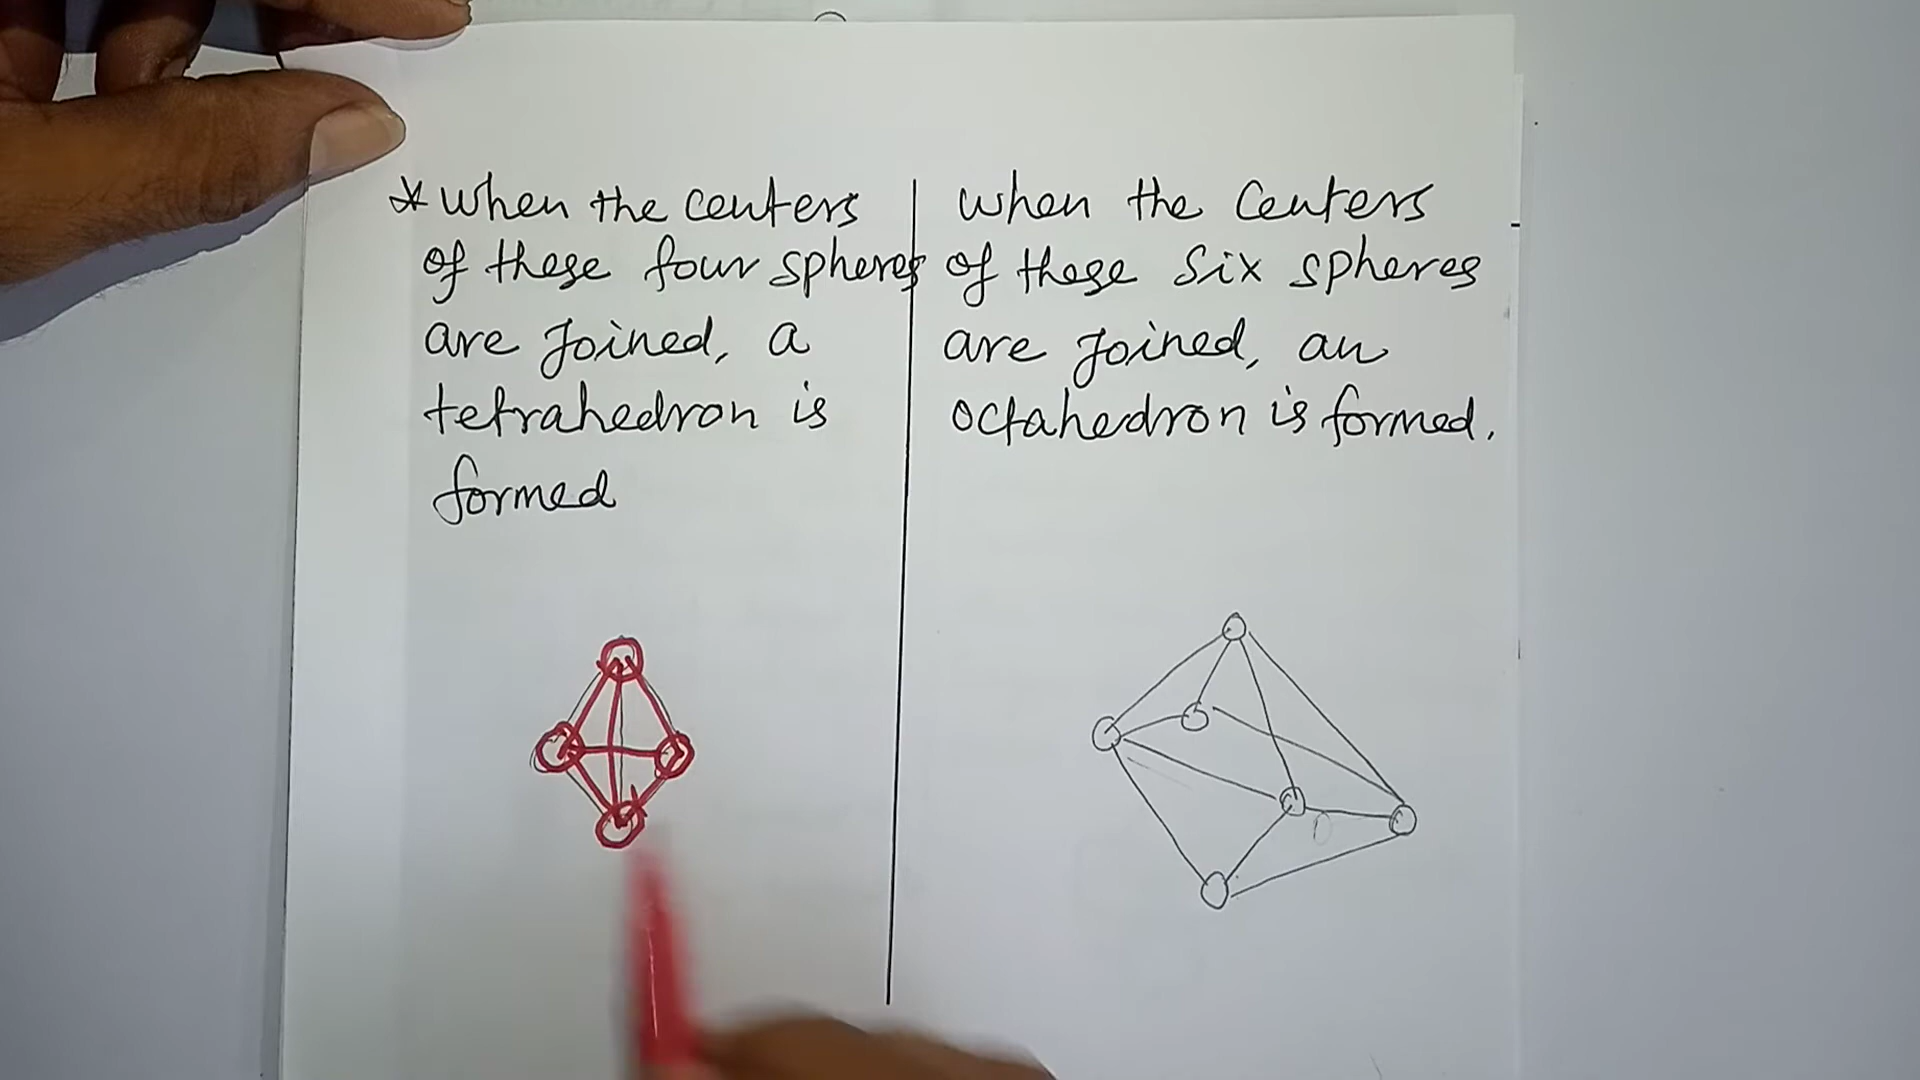 * When the centers
of these four spheres
are joined, a
tetrahedron is
formed
when the centers
of these six spheres
are joined, an
octahedron is formed.